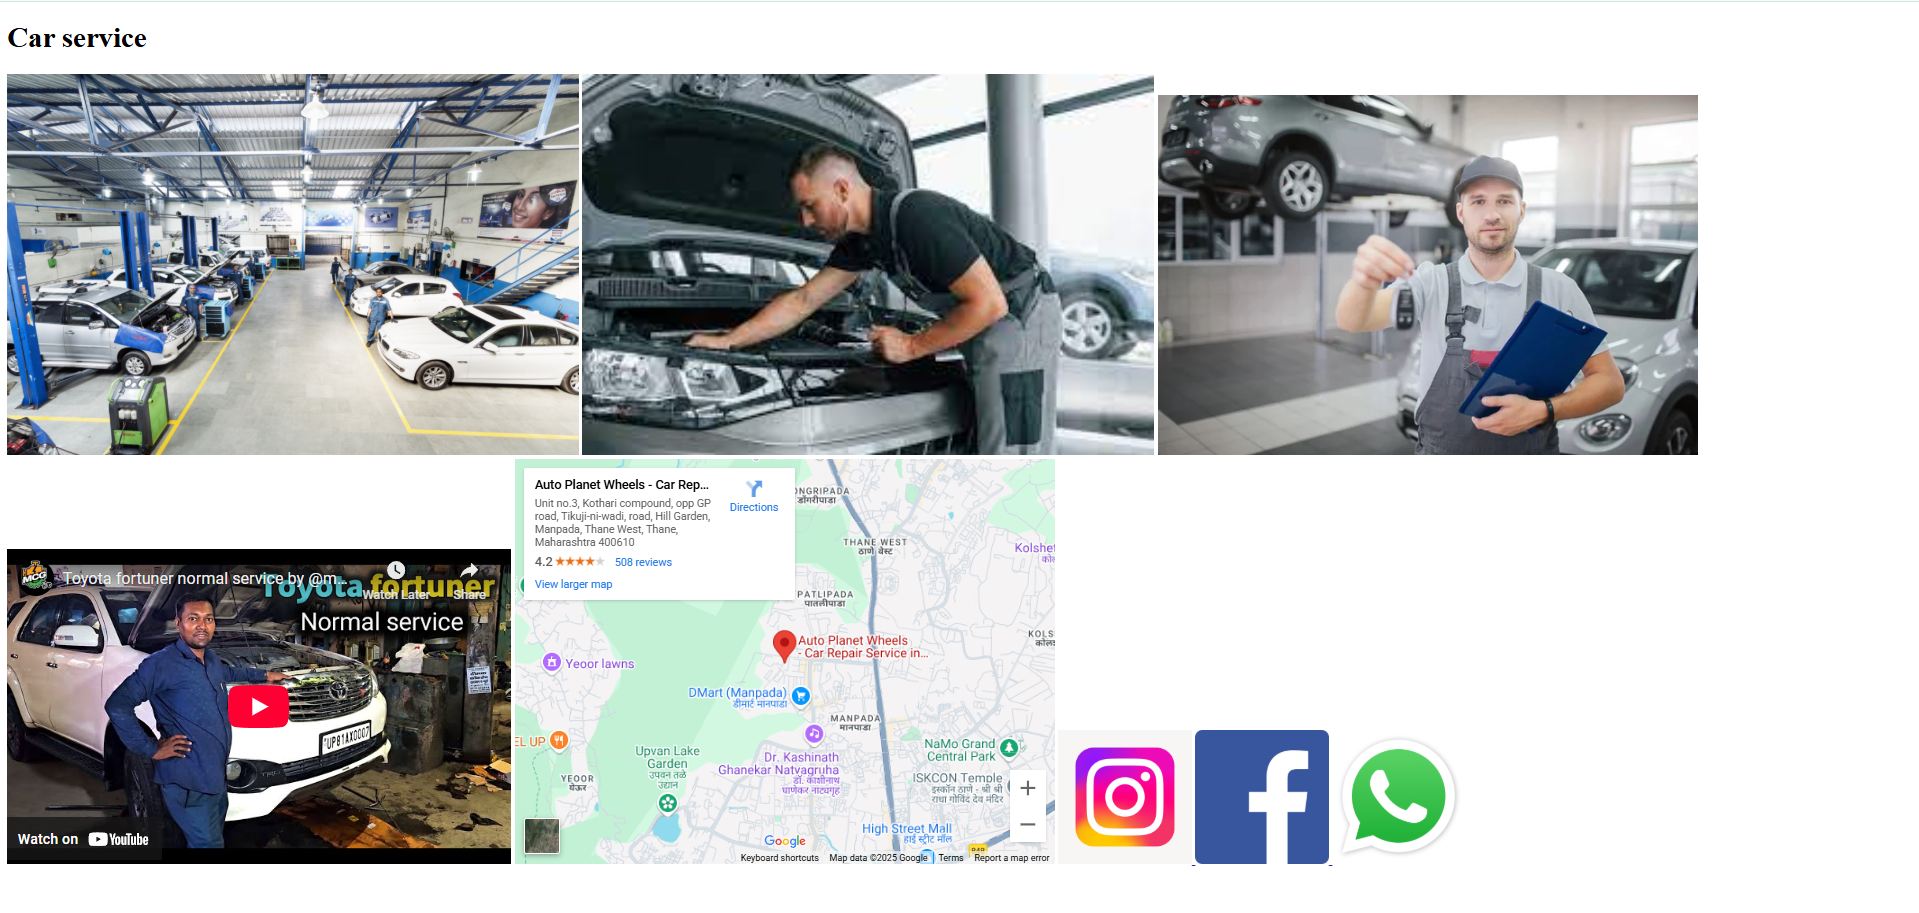 Car service
MCG
Toyota fortuner normal service by @m...
Toyota fortuner
Watch Later
Share
Normal service
UP81AX0007
Watch on YouTube
Auto Planet Wheels - Car Rep...
Unit no.3, Kothari compound, opp GP
road, Tikuji-ni-wadi, road, Hill Garden,
Manpada, Thane West, Thane,
Maharashtra 400610
4.2
508 reviews
View larger map
Directions
ONGRIPADA
डोंगरीपाडा
THANE WEST
ठाणे वेस्ट
Kolshet
PATLIPADA
पातलीपाडा
KOLS
Auto Planet Wheels
- Car Repair Service in...
Yeoor lawns
DMart (Manpada)
डीमार्ट मानपाडा
MANPADA
मानपाडा
EL UP
Upvan Lake
Garden
उपवन तळे
उद्यान
Dr. Kashinath
Ghanekar Natyagruha
डॉ. काशीनाथ
घाणेकर नाट्यगृह
NaMo Grand
Central Park
YEOOR
येऊर
ISKCON Temple
इस्कॉन ठाणे - श्री श्री
राधा गोविंद देव मंदिर
High Street Mall
हाई स्ट्रीट मॉल
848
Google
Keyboard shortcuts
Map data ©2025 Google
Terms
Report a map error